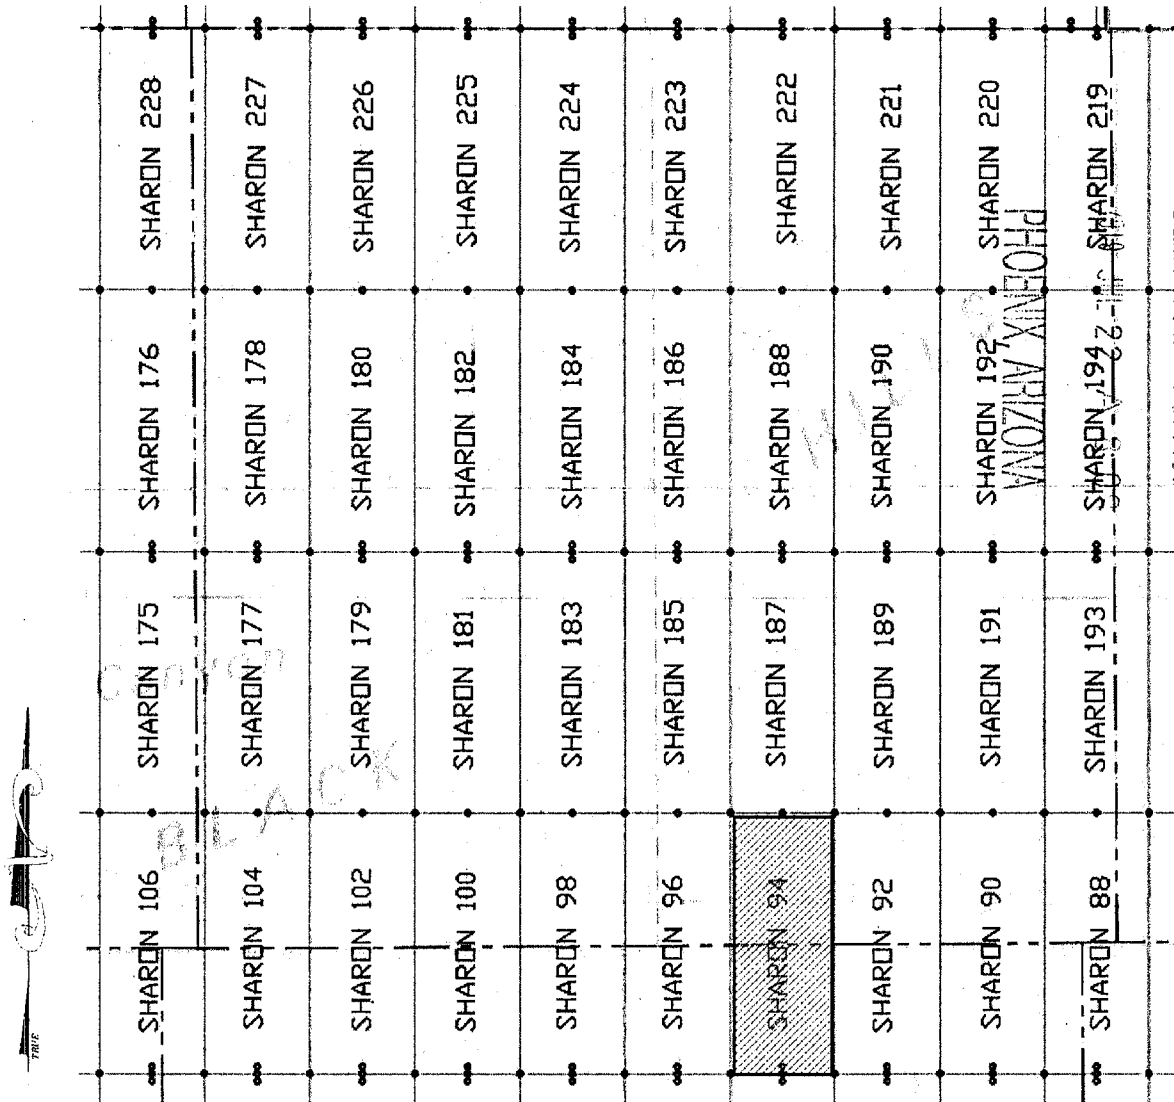 SHARON 228
SHARON 227
SHARON 226
SHARON 225
SHARON 224
SHARON 223
SHARON 222
SHARON 221
SHARON 220
SHARON 219
SHARON 176
SHARON 178
SHARON 180
SHARON 182
SHARON 184
SHARON 186
SHARON 188
SHARON 190
SHARON 192
SHARON 194
SHARON 175
SHARON 177
SHARON 179
SHARON 181
SHARON 183
SHARON 185
SHARON 187
SHARON 189
SHARON 191
SHARON 193
SHARON 106
SHARON 104
SHARON 102
SHARON 100
SHARON 98
SHARON 96
SHARON 94
SHARON 92
SHARON 90
SHARON 88
PHOENIX ARIZONA
BLACK
Canyon
TRUE